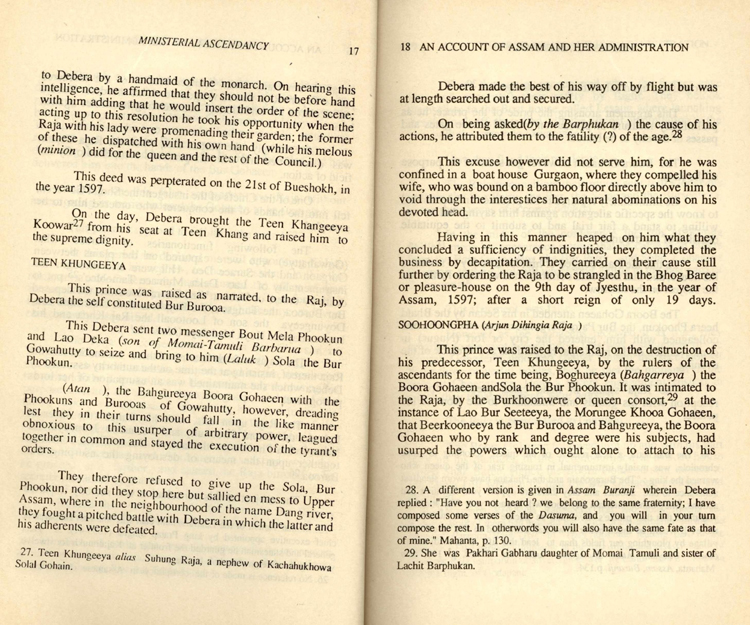 MINISTERIAL ASCENDANCY 17
to Debera by a handmaid of the monarch. On hearing this
intelligence, he affirmed that they should not be before hand
with him adding that he would insert the order of the scene;
acting up to this resolution he took his opportunity when the
Raja with his lady were promenading their garden; the former
of these he dispatched with his own hand (while his melous
(minion ) did for the queen and the rest of the Council.)
This deed was perpterated on the 21st of Bueshokh, in
the year 1597.
On the day, Debera brought the Teen Khangeeya
Koowar27 from his seat at Teen Khang and raised him to
the supreme dignity.
TEEN KHUNGEEYA
This prince was raised as narrated, to the Raj, by
Debera the self constituted Bur Burooa.
This Debera sent two messenger Bout Mela Phookun
and Lao Deka (son of Momai-Tamuli Barbarua ) to
Gowahutty to seize and bring to him (Laluk ) Sola the Bur
Phookun.
(Atan ), the Bahgureeya Boora Gohaeen with the
Phookuns and Burooas of Gowahutty, however, dreading
lest they in their turns should fall in the like manner
obnoxious to this usurper of arbitrary power, leagued
together in common and stayed the execution of the tyrant's
orders.
They therefore refused to give up the Sola, Bur
Phookun, nor did they stop here but sallied en mess to Upper
Assam, where in the neighbourhood of the name Dang river,
they fought a pitched battle with Debera in which the latter and
his adherents were defeated.
27. Teen Khungeeya alias Suhung Raja, a nephew of Kachahukhowa
Solal Gohain.
18 AN ACCOUNT OF ASSAM AND HER ADMINISTRATION
Debera made the best of his way off by flight but was
at length searched out and secured.
On being asked(by the Barphukan ) the cause of his
actions, he attributed them to the fatility (?) of the age.28
This excuse however did not serve him, for he was
confined in a boat house Gurgaon, where they compelled his
wife, who was bound on a bamboo floor directly above him to
void through the interestices her natural abominations on his
devoted head.
Having in this manner heaped on him what they
concluded a sufficiency of indignities, they completed the
business by decapitation. They carried on their cause still
further by ordering the Raja to be strangled in the Bhog Baree
or pleasure-house on the 9th day of Jyesthu, in the year of
Assam, 1597; after a short reign of only 19 days.
SOOHOONGPHA (Arjun Dihingia Raja )
This prince was raised to the Raj, on the destruction of
his predecessor, Teen Khungeeya, by the rulers of the
ascendants for the time being, Boghureeya (Bahgarreya ) the
Boora Gohaeen andSola the Bur Phookun. It was intimated to
the Raja, by the Burkhoonwere or queen consort,29 at the
instance of Lao Bur Seeteeya, the Morungee Khooa Gohaeen,
that Beerkooneeya the Bur Burooa and Bahgureeya, the Boora
Gohaeen who by rank and degree were his subjects, had
usurped the powers which ought alone to attach to his
28. A different version is given in Assam Buranji wherein Debera
replied : "Have you not heard ? we belong to the same fraternity; I have
composed some verses of the Dasuna, and you will in your turn
compose the rest. In otherwords you will also have the same fate as that
of mine." Mahanta, p. 130.
29. She was Pakhari Gabharu daughter of Momai Tamuli and sister of
Lachit Barphukan.